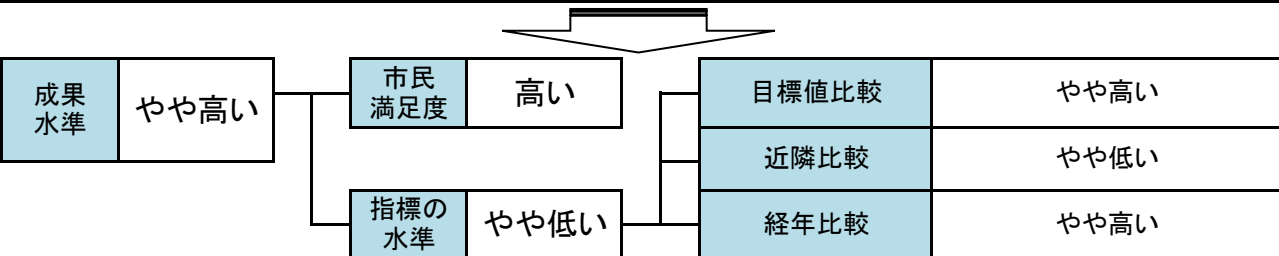 成果
水準
やや高い
市民
満足度
高い
指標の
水準
やや低い
目標値比較
やや高い
近隣比較
やや低い
経年比較
やや高い